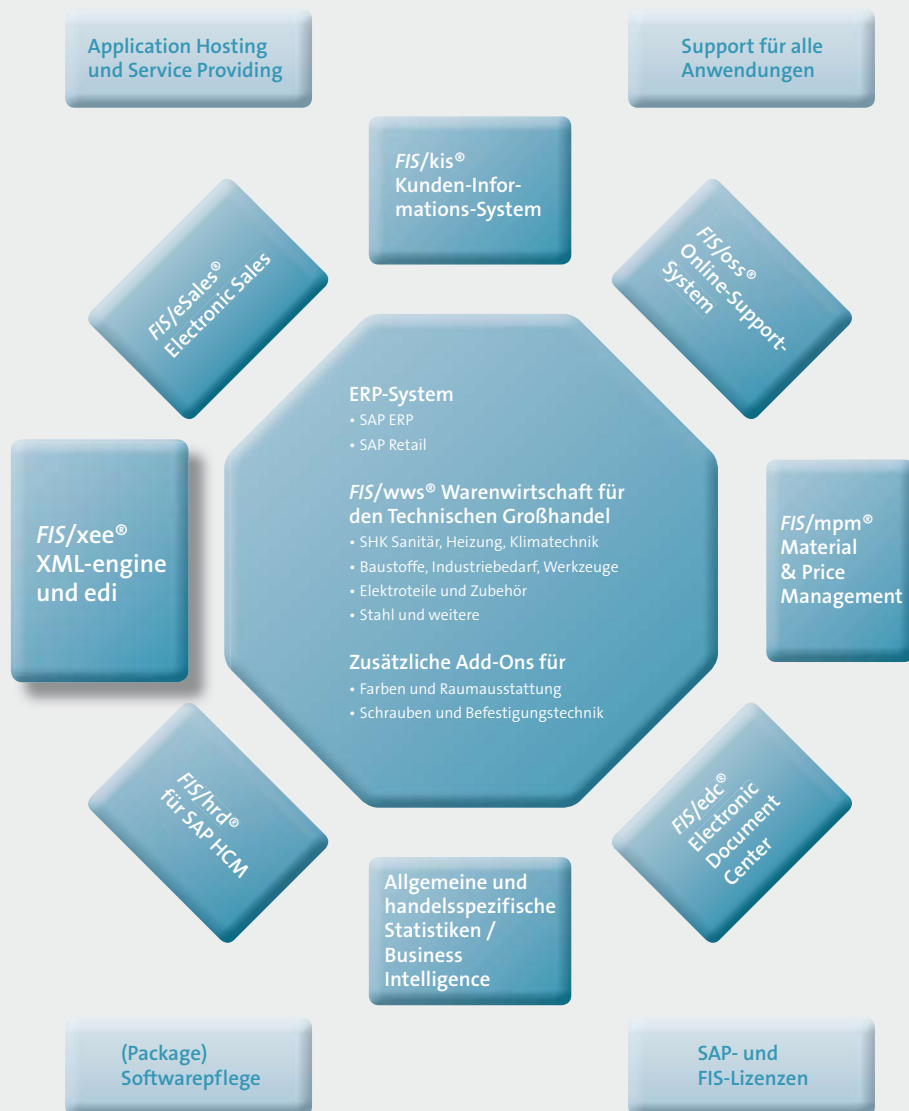 Application Hosting
und Service Providing
Support für alle
Anwendungen
FIS/kis®
Kunden-Infor-
mations-System
FIS/eSales®
Electronic Sales
FIS/oss®
Online-Support-
System
ERP-System
• SAP ERP
• SAP Retail
FIS/wws® Warenwirtschaft für
den Technischen Großhandel
• SHK Sanitär, Heizung, Klimatechnik
• Baustoffe, Industriebedarf, Werkzeuge
• Elektroteile und Zubehör
• Stahl und weitere
Zusätzliche Add-Ons für
• Farben und Raumausstattung
• Schrauben und Befestigungstechnik
FIS/xee®
XML-engine
und edi
FIS/mpm®
Material
& Price
Management
FIS/hrd®
für SAP HCM
FIS/edc®
Electronic
Document
Center
Allgemeine und
handelsspezifische
Statistiken /
Business
Intelligence
(Package)
Softwarepflege
SAP- und
FIS-Lizenzen